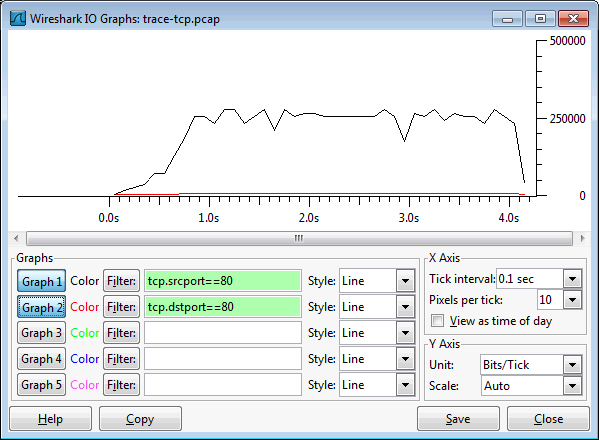 Wireshark IO Graphs: trace-tcp.pcap
500000
250000
0
0.0s 1.0s 2.0s 3.0s 4.0s
Graphs
Graph 1 Color Filter: tcp.srcport==80 Style: Line
Graph 2 Color Filter: tcp.dstport==80 Style: Line
Graph 3 Color Filter: Style: Line
Graph 4 Color Filter: Style: Line
Graph 5 Color Filter: Style: Line
X Axis
Tick interval: 0.1 sec
Pixels per tick: 10
View as time of day
Y Axis
Unit: Bits/Tick
Scale: Auto
Help Copy Save Close